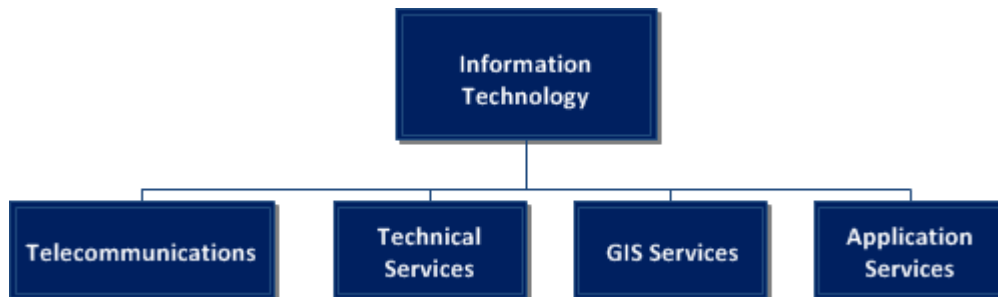 Information
Technology
Telecommunications
Technical
Services
GIS Services
Application
Services